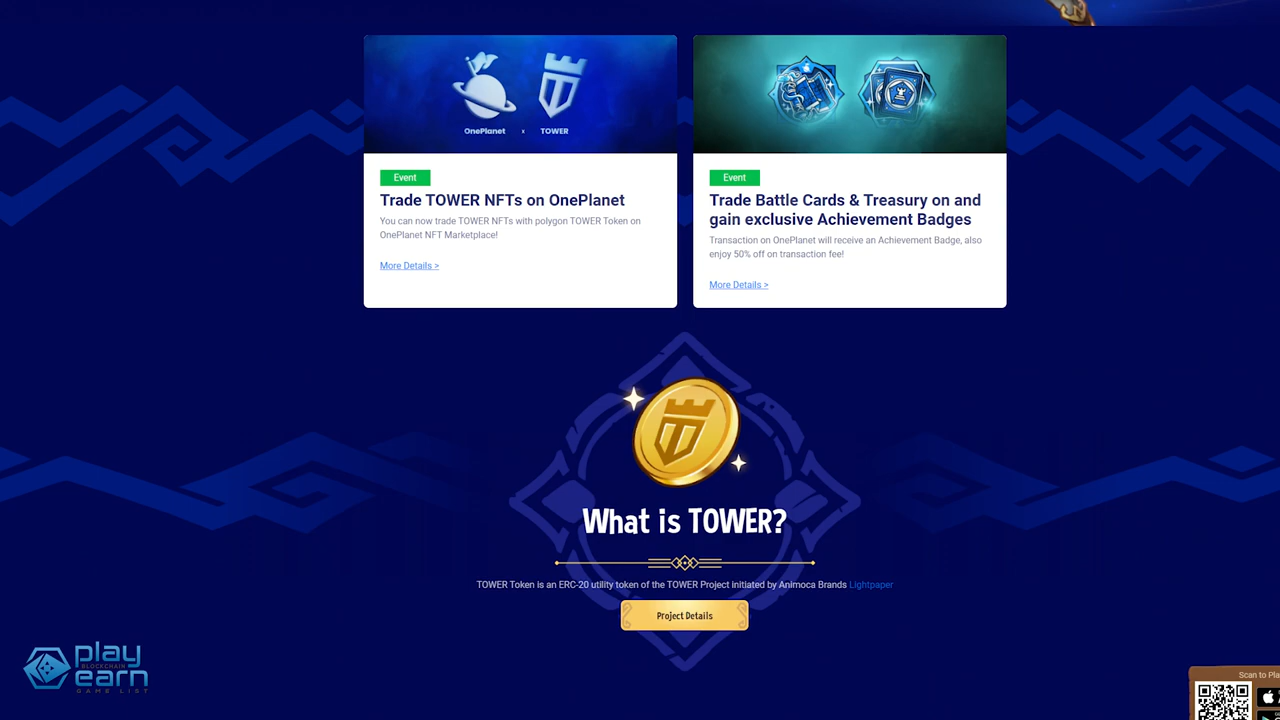 OnePlanet x TOWER
Event
Trade TOWER NFTs on OnePlanet
You can now trade TOWER NFTs with polygon TOWER Token on
OnePlanet NFT Marketplace!
More Details >
Event
Trade Battle Cards & Treasury on and
gain exclusive Achievement Badges
Transaction on OnePlanet will receive an Achievement Badge, also
enjoy 50% off on transaction fee!
More Details >
What is TOWER?
TOWER Token is an ERC-20 utility token of the TOWER Project initiated by Animoca Brands Lightpaper
Project Details
play
BLOCKCHAIN
earn
GAME LIST
Scan to Pla